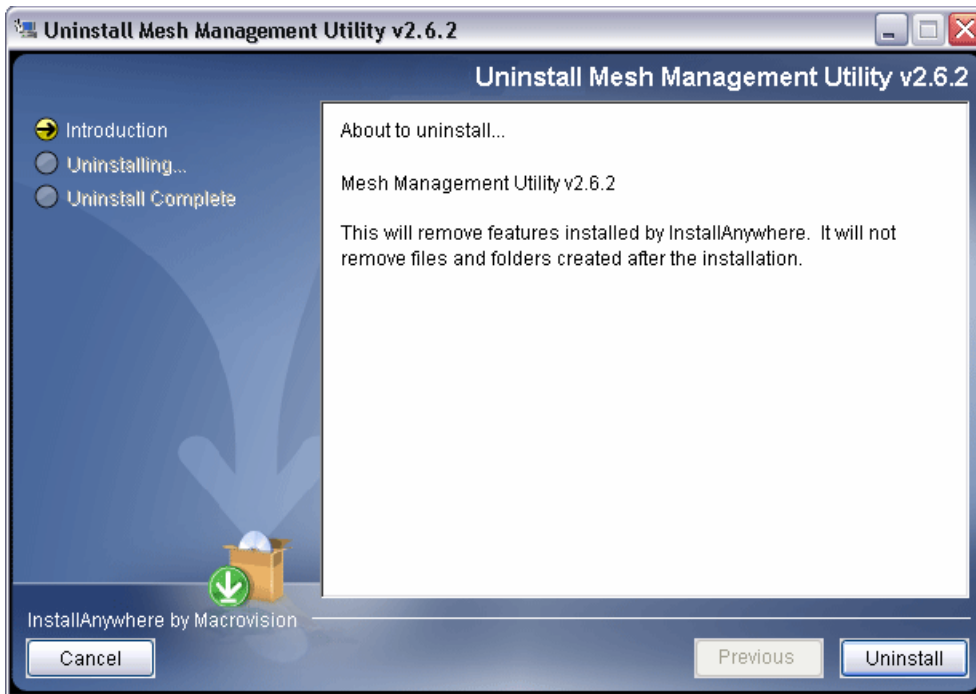 Uninstall Mesh Management Utility v2.6.2
Uninstall Mesh Management Utility v2.6.2
Introduction
Uninstalling...
Uninstall Complete
About to uninstall...
Mesh Management Utility v2.6.2
This will remove features installed by InstallAnywhere. It will not
remove files and folders created after the installation.
InstallAnywhere by Macrovision
Cancel
Previous
Uninstall